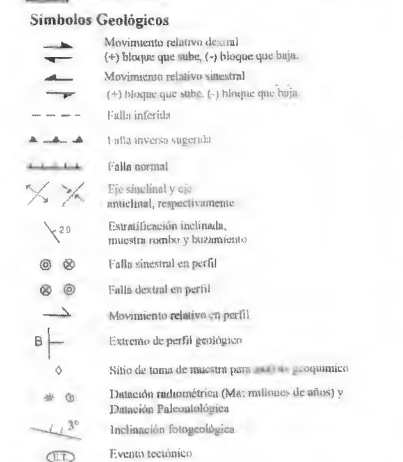 Símbolos Geológicos
Movimiento relativo dextral
(+) bloque que sube, (-) bloque que baja.
Movimiento relativo sinestral
(+) bloque que sube, (-) bloque que baja
Falla inferida
Falla inversa sugerida
Falla normal
Eje sinclinal y eje
anticlinal, respectivamente
20
Estratificación inclinada,
muestra rombo y buzamiento
Falla sinestral en perfil
Falla dextral en perfil
Movimiento relativo en perfil
B
Extremo de perfil geológico
Sitio de toma de muestra para geoquímico
Datación radiométrica (Ma: millones de años) y
Datación Paleontológica
3°
Inclinación fotogeológica
E.T.
Evento tectónico